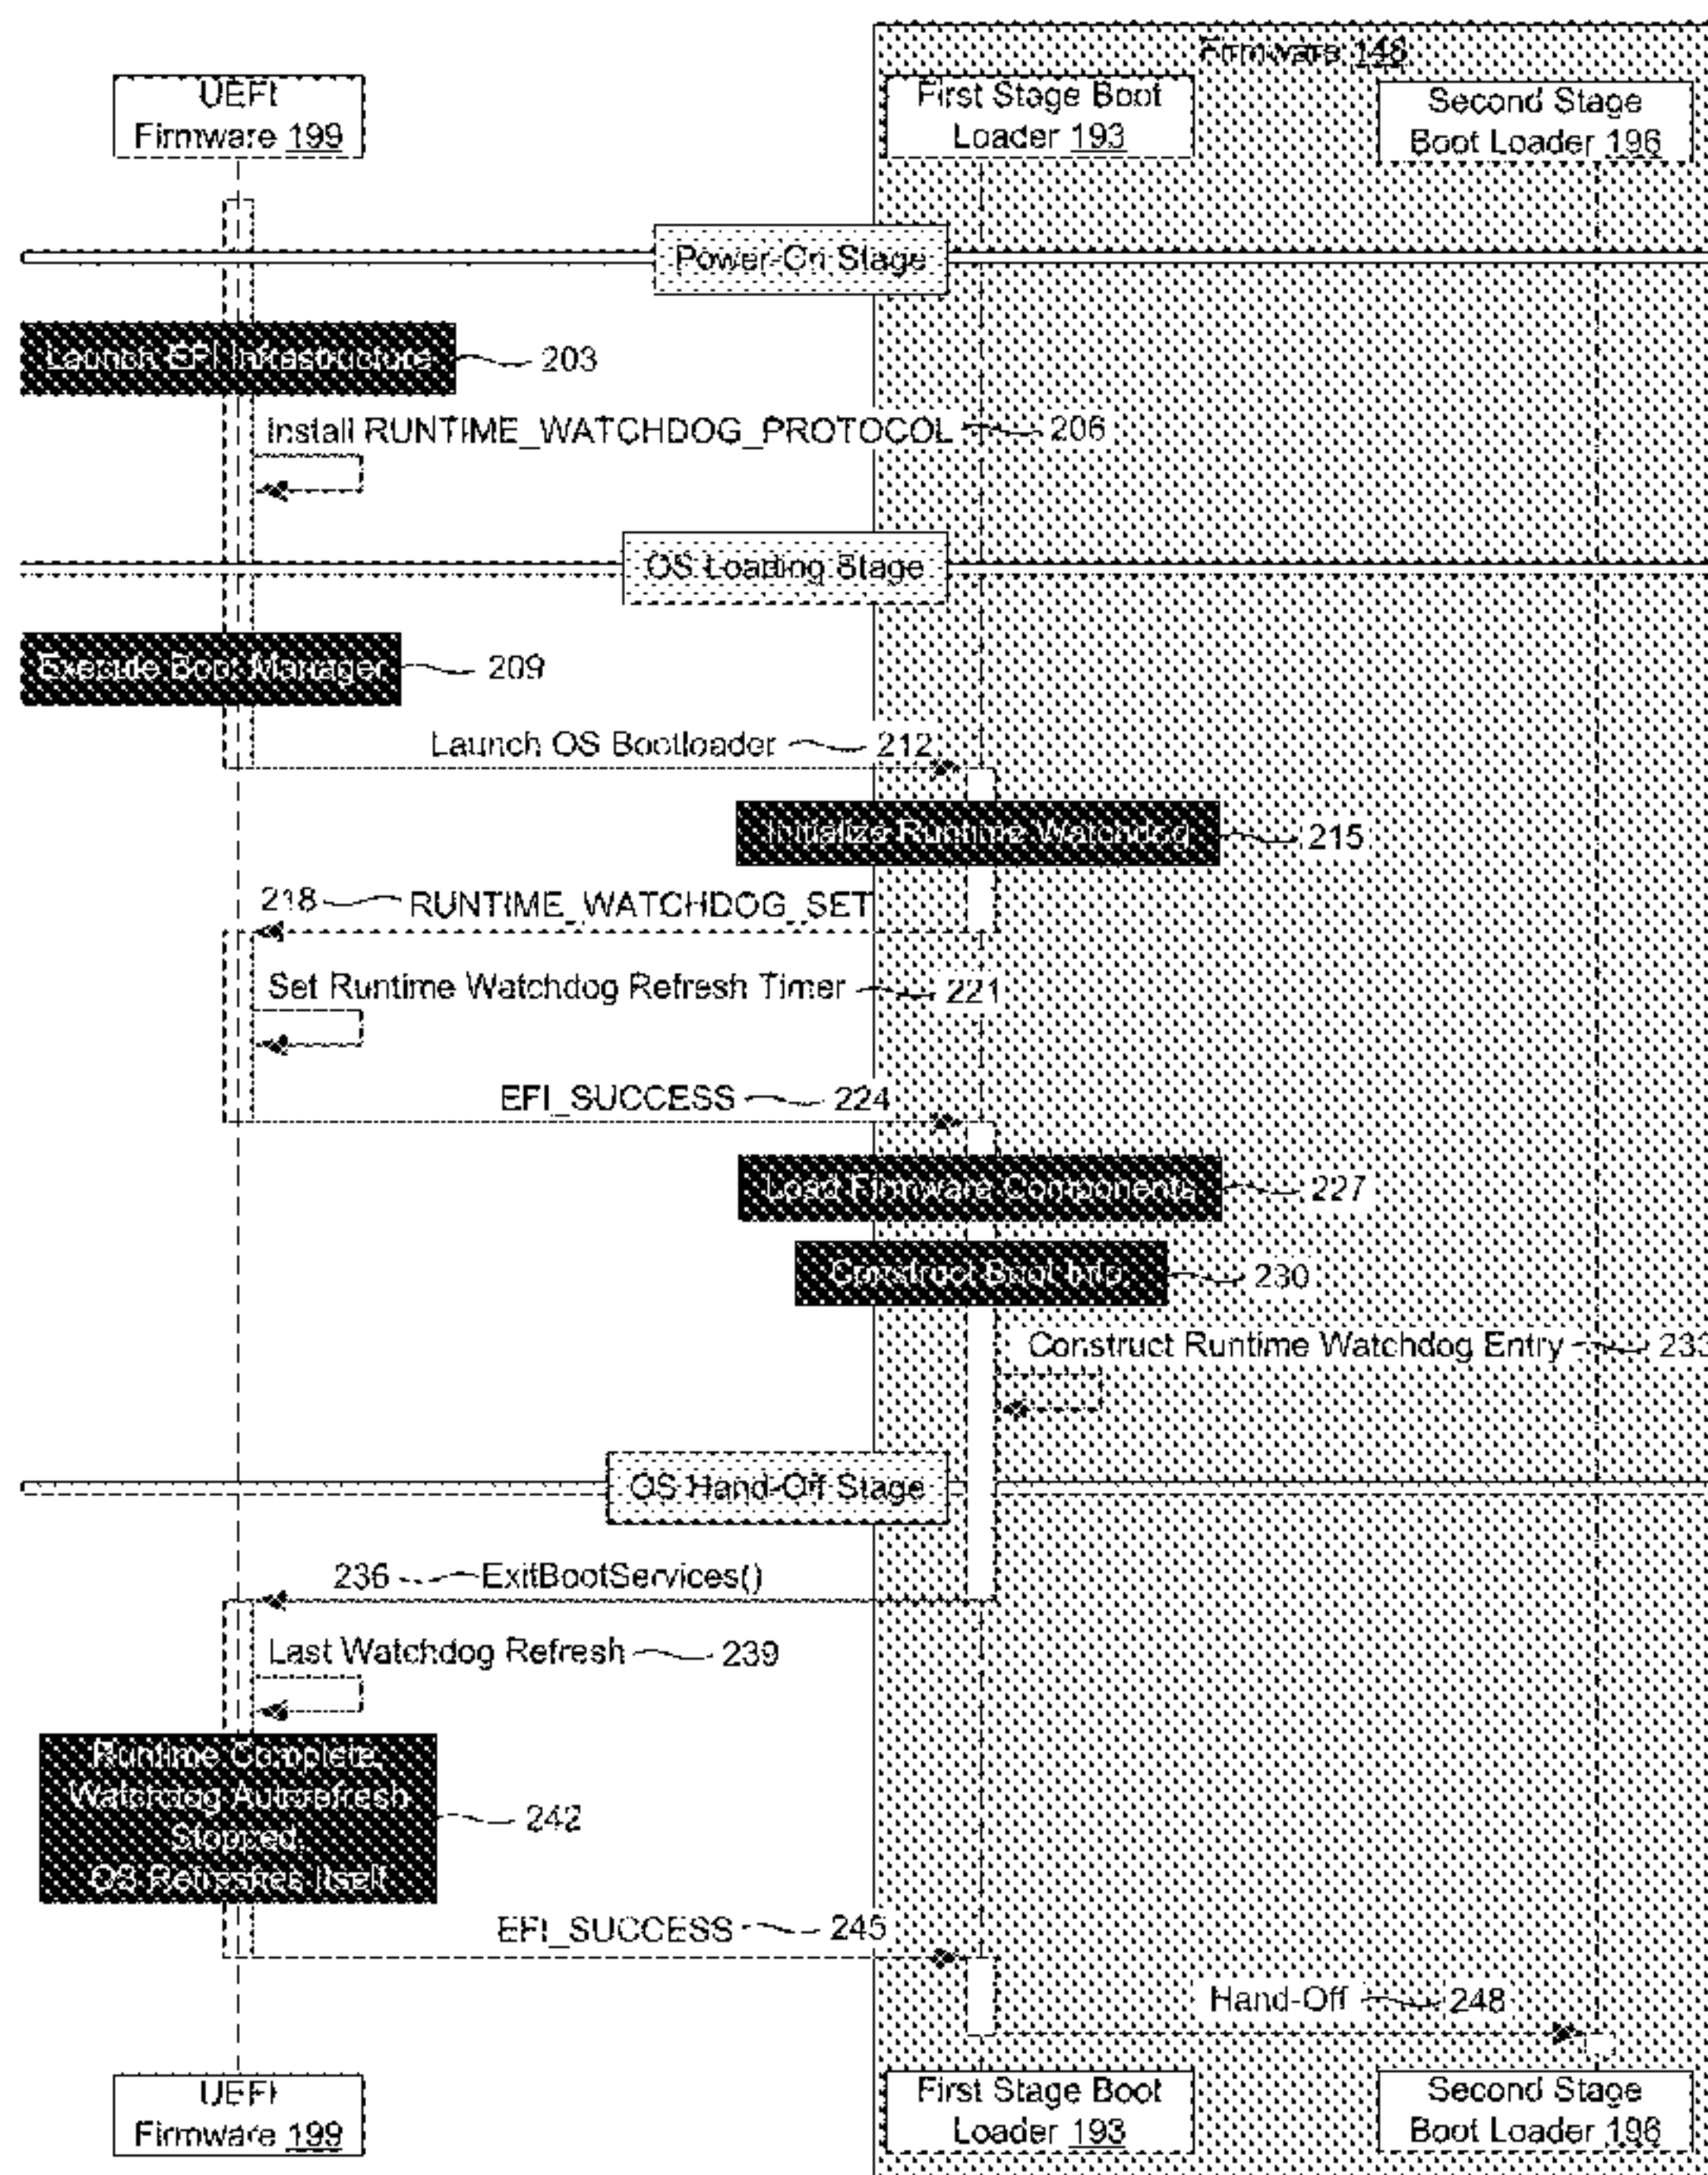 Firmware 146
UEFI
Firmware 199
First Stage Boot
Loader 193
Second Stage
Boot Loader 196
Power-On Stage
Launch EFI Infrastructure
203
Install RUNTIME_WATCHDOG_PROTOCOL
206
OS Loading Stage
Execute Boot Manager
209
Launch OS Bootloader
212
Initialize Runtime Watchdog
215
218
RUNTIME_WATCHDOG_SET
Set Runtime Watchdog Refresh Timer
221
EFI_SUCCESS
224
Load Firmware Components
227
Construct Boot Info
230
Construct Runtime Watchdog Entry
233
OS Hand-Off Stage
236
ExitBootServices()
Last Watchdog Refresh
239
Runtime Complete
Watchdog Autorefresh
Stopped
OS Refreshes Itself
242
EFI_SUCCESS
245
Hand-Off
248
UEFI
Firmware 199
First Stage Boot
Loader 193
Second Stage
Boot Loader 196